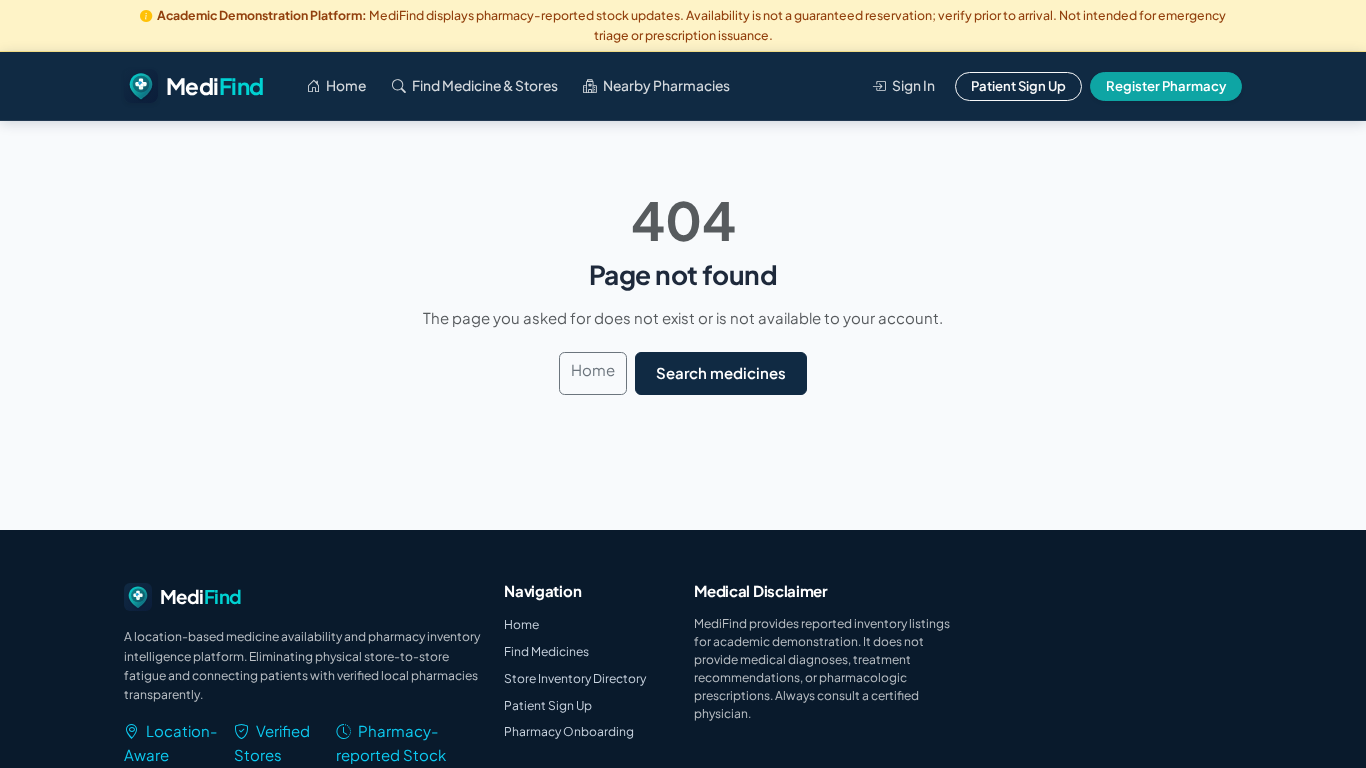 Academic Demonstration Platform: MediFind displays pharmacy-reported stock updates. Availability is not a guaranteed reservation; verify prior to arrival. Not intended for emergency
triage or prescription issuance.
MediFind
Home
Find Medicine & Stores
Nearby Pharmacies
Sign In
Patient Sign Up
Register Pharmacy
404
Page not found
The page you asked for does not exist or is not available to your account.
Home
Search medicines
MediFind
A location-based medicine availability and pharmacy inventory
intelligence platform. Eliminating physical store-to-store
fatigue and connecting patients with verified local pharmacies
transparently.
Location-
Aware
Verified
Stores
Pharmacy-
reported Stock
Navigation
Home
Find Medicines
Store Inventory Directory
Patient Sign Up
Pharmacy Onboarding
Medical Disclaimer
MediFind provides reported inventory listings
for academic demonstration. It does not
provide medical diagnoses, treatment
recommendations, or pharmacologic
prescriptions. Always consult a certified
physician.